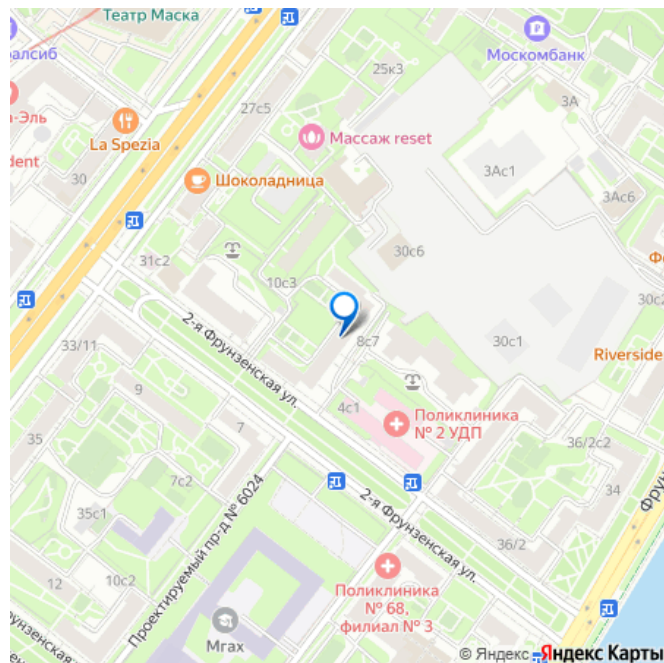 Театр Маска
ралсиб
Москомбанк
25к3
3А
27с5
а-Эль
La Spezia
Массаж reset
dent
3Ас1
30
Шоколадница
3Ас6
30с6
31с2
10с3
30с2
2-я Фрунзенская ул.
33/11
8с7
30с1
Riverside
9
4с1
Поликлиника
№ 2 УДП
35
7
36/2с2
7с2
34
Проектируемый пр-д № 6024
2-я Фрунзенская ул.
35с1
36/2
12
10с2
Поликлиника
№ 68,
филиал № 3
Мгах
© Яндекс
Яндекс Карты